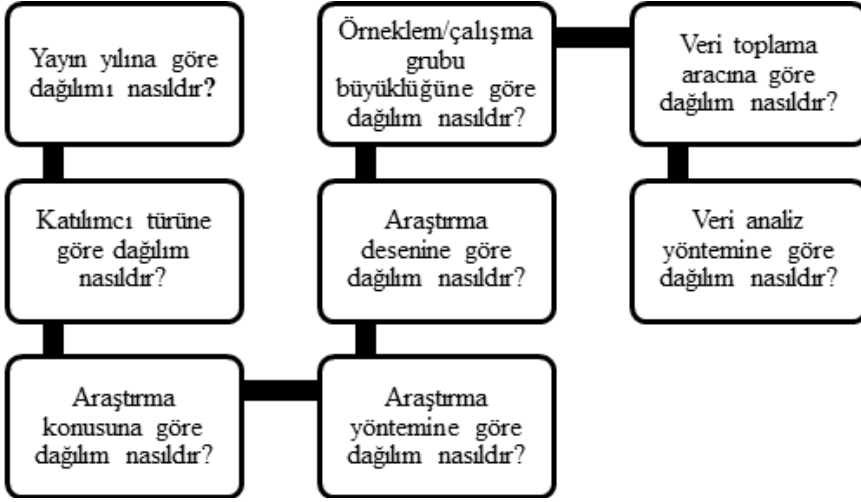 Yayın yılına göre
dağılımı nasıldır?
Katılımcı türüne
göre dağılım
nasıldır?
Araştırma
konusuna göre
dağılım nasıldır?
Araştırma
yöntemine göre
dağılım nasıldır?
Araştırma
desenine göre
dağılım nasıldır?
Örneklem/çalışma
grubu
büyüklüğüne göre
dağılım nasıldır?
Veri toplama
aracına göre
dağılım nasıldır?
Veri analiz
yöntemine göre
dağılım nasıldır?